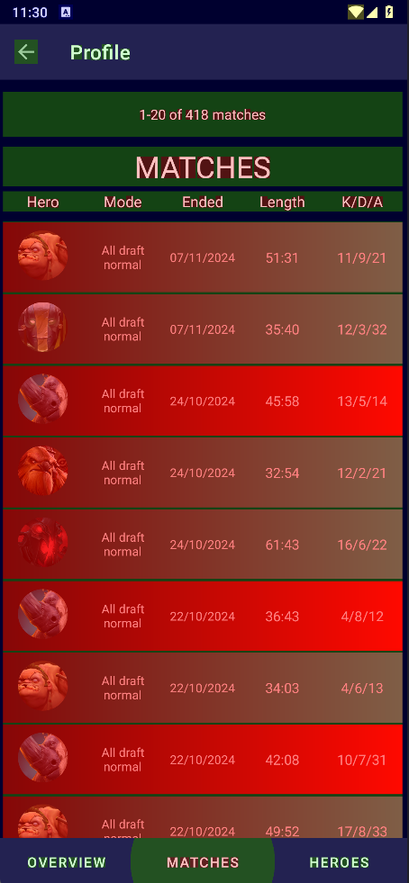 11:30
Profile
1-20 of 418 matches
MATCHES
Hero Mode Ended Length K/D/A
All draft normal 07/11/2024 51:31 11/9/21
All draft normal 07/11/2024 35:40 12/3/32
All draft normal 24/10/2024 45:58 13/5/14
All draft normal 24/10/2024 32:54 12/2/21
All draft normal 24/10/2024 61:43 16/6/22
All draft normal 22/10/2024 36:43 4/8/12
All draft normal 22/10/2024 34:03 4/6/13
All draft normal 22/10/2024 42:08 10/7/31
All draft normal 22/10/2024 49:52 17/8/33
OVERVIEW MATCHES HEROES